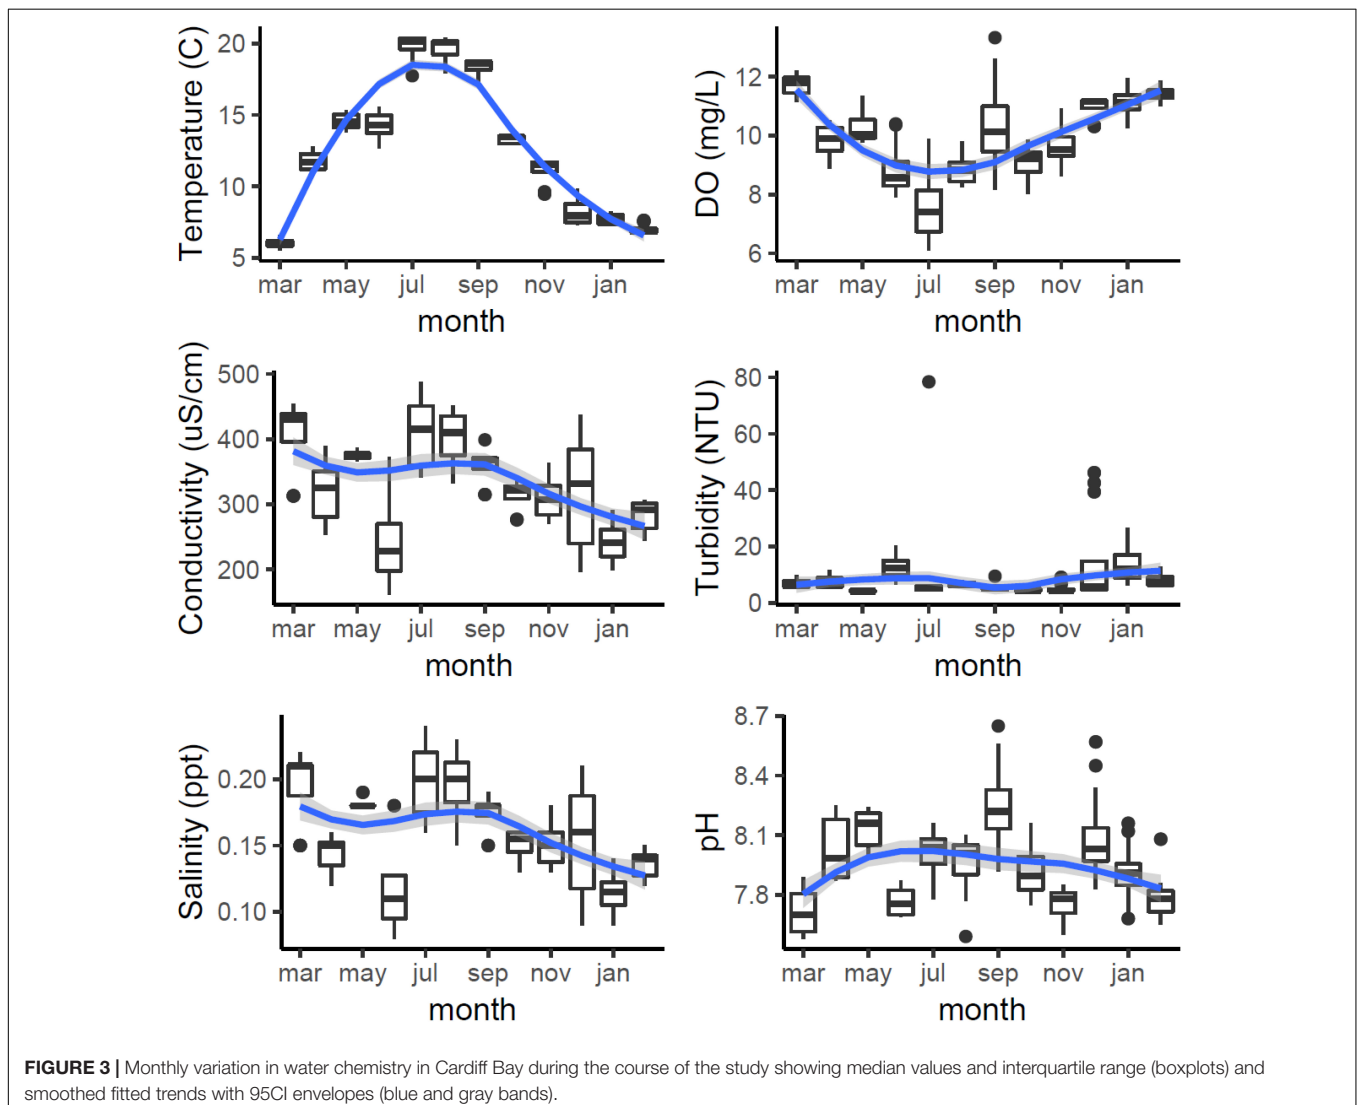 Temperature (C)
20
15
10
5
mar may jul sep nov jan
month
DO (mg/L)
12
10
8
6
mar may jul sep nov jan
month
Conductivity (uS/cm)
500
400
300
200
mar may jul sep nov jan
month
Turbidity (NTU)
80
60
40
20
0
mar may jul sep nov jan
month
Salinity (ppt)
0.20
0.15
0.10
mar may jul sep nov jan
month
pH
8.7
8.4
8.1
7.8
mar may jul sep nov jan
month
FIGURE 3 | Monthly variation in water chemistry in Cardiff Bay during the course of the study showing median values and interquartile range (boxplots) and
smoothed fitted trends with 95CI envelopes (blue and gray bands).